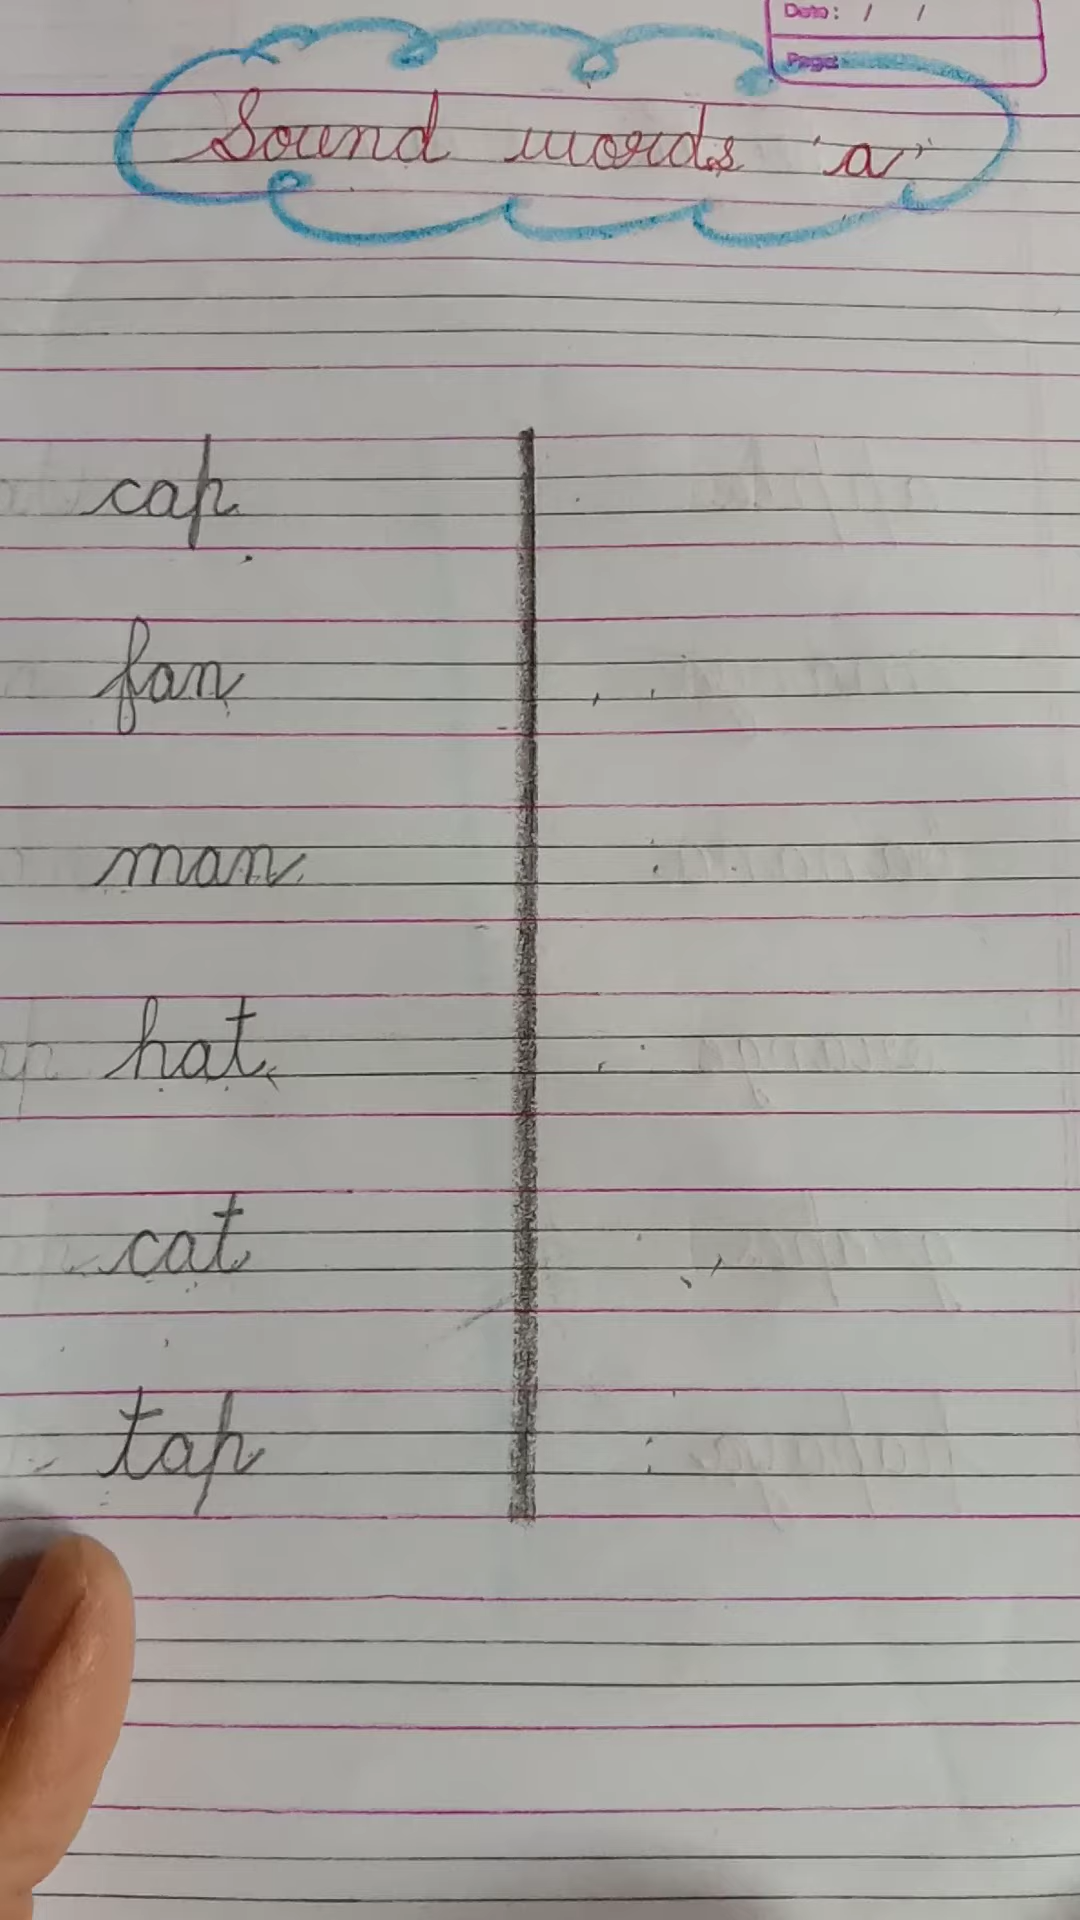 Date: / /
Page:
Sound words 'a'
cap
fan
man
hat
cat
tap